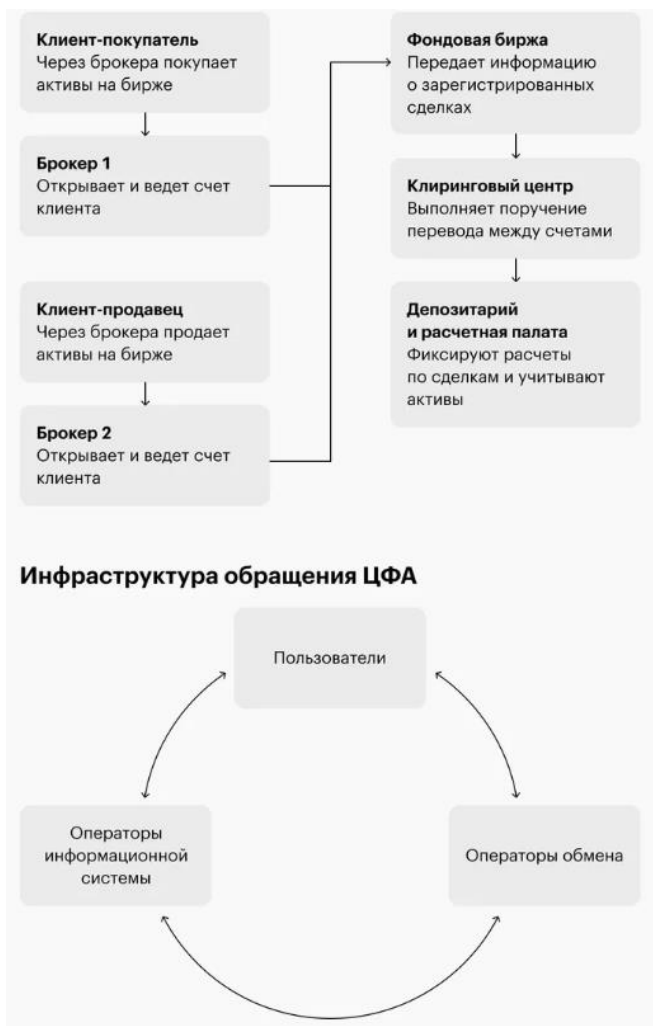 Клиент-покупатель
Через брокера покупает
активы на бирже
Брокер 1
Открывает и ведет счет
клиента
Клиент-продавец
Через брокера продает
активы на бирже
Брокер 2
Открывает и ведет счет
клиента
Фондовая биржа
Передает информацию
о зарегистрированных
сделках
Клиринговый центр
Выполняет поручение
перевода между счетами
Депозитарий
и расчетная палата
Фиксируют расчеты
по сделкам и учитывают
активы
Инфраструктура обращения ЦФА
Пользователи
Операторы
информационной
системы
Операторы обмена